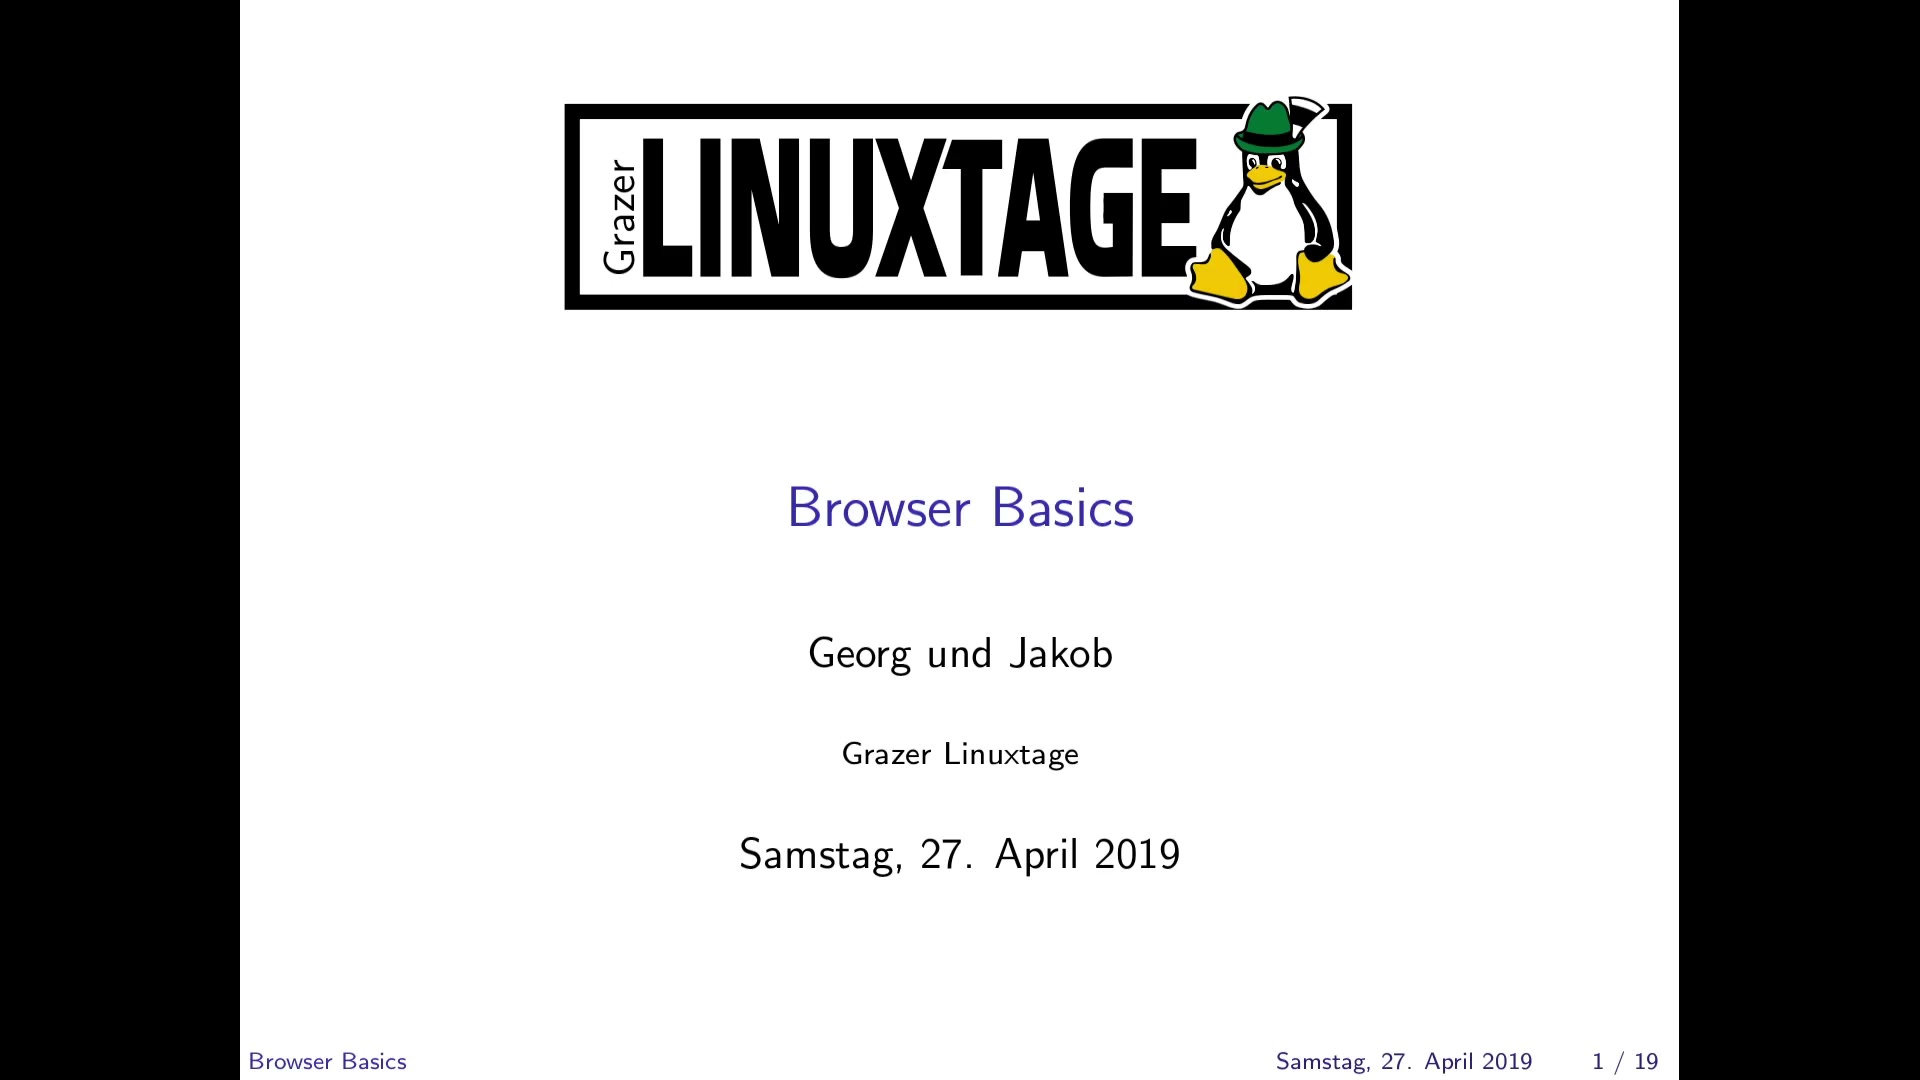 Grazer
LINUXTAGE
Browser Basics
Georg und Jakob
Grazer Linuxtage
Samstag, 27. April 2019
Browser Basics
Samstag, 27. April 2019
1 / 19